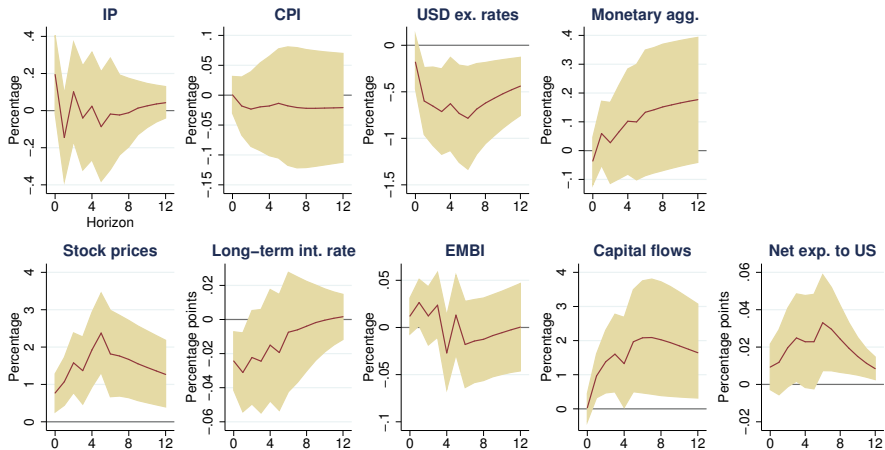 IP
CPI
USD ex. rates
Monetary agg.
Percentage
.4
.2
0
-.2
-.4
0 4 8 12
Horizon
Percentage
.1
.05
0
-.05
-.1
-.15
0 4 8 12
Percentage
0
-.5
-1
-1.5
0 4 8 12
Percentage
.4
.3
.2
.1
0
-.1
0 4 8 12
Stock prices
Long-term int. rate
EMBI
Capital flows
Net exp. to US
Percentage
4
3
2
1
0
0 4 8 12
Percentage points
.02
0
-.02
-.04
-.06
0 4 8 12
Percentage
.05
0
-.05
-.1
0 4 8 12
Percentage
4
3
2
1
0
0 4 8 12
Percentage points
.06
.04
.02
0
-.02
0 4 8 12